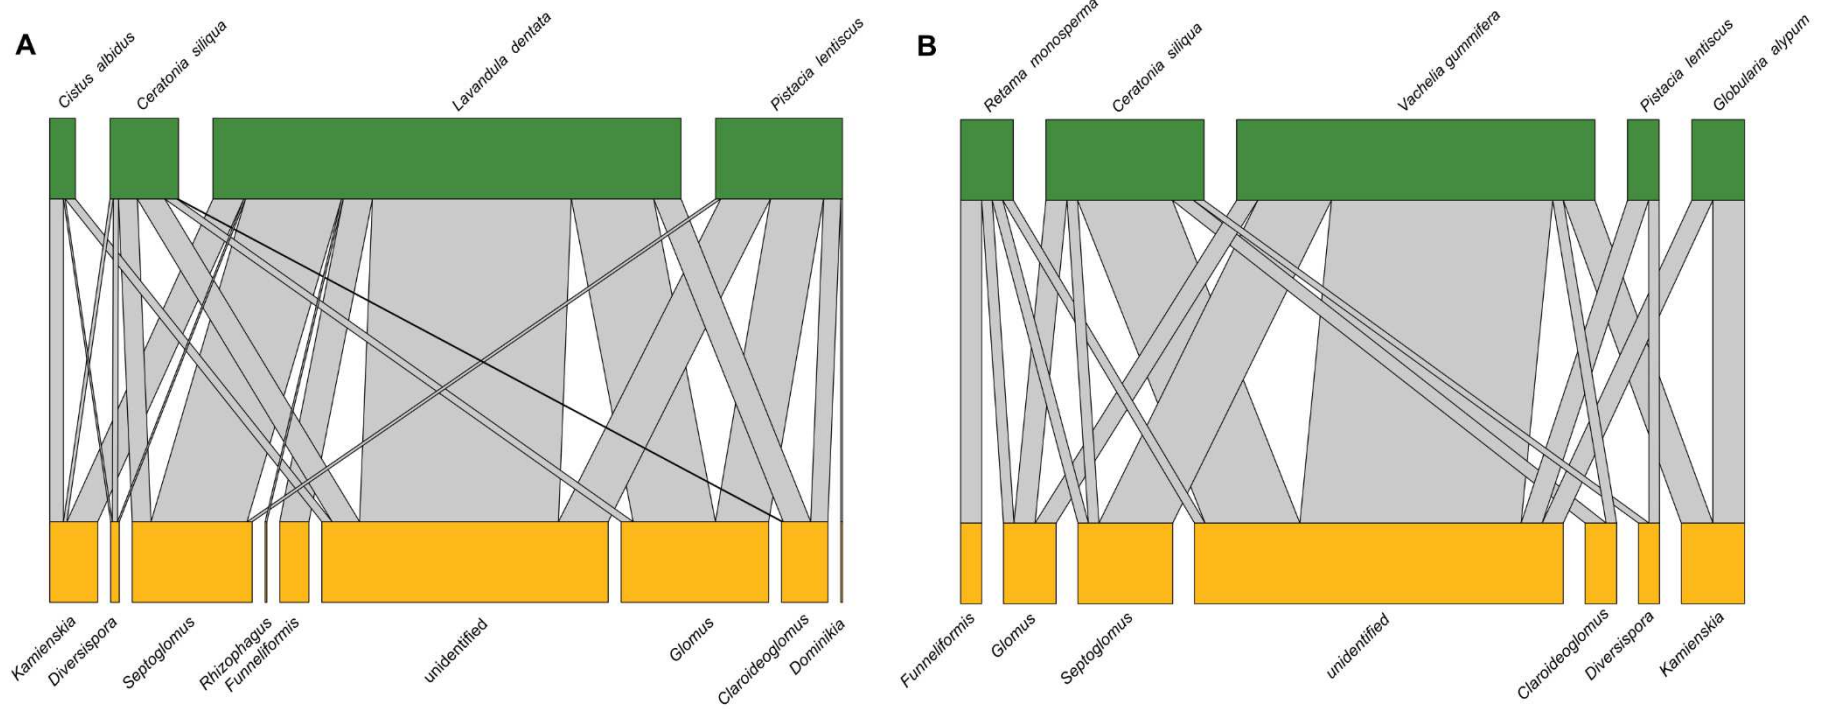 A
Cistus albidus
Ceratonia siliqua
Lavandula dentata
Pistacia lentiscus
Kamienskia
Diversispora
Septoglomus
Rhizophagus
Funneliformis
unidentified
Glomus
Claroideoglomus
Dominikia
B
Retama monosperma
Ceratonia siliqua
Vachelia gummifera
Pistacia lentiscus
Globularia alypum
Funneliformis
Glomus
Septoglomus
unidentified
Claroideoglomus
Diversispora
Kamienskia